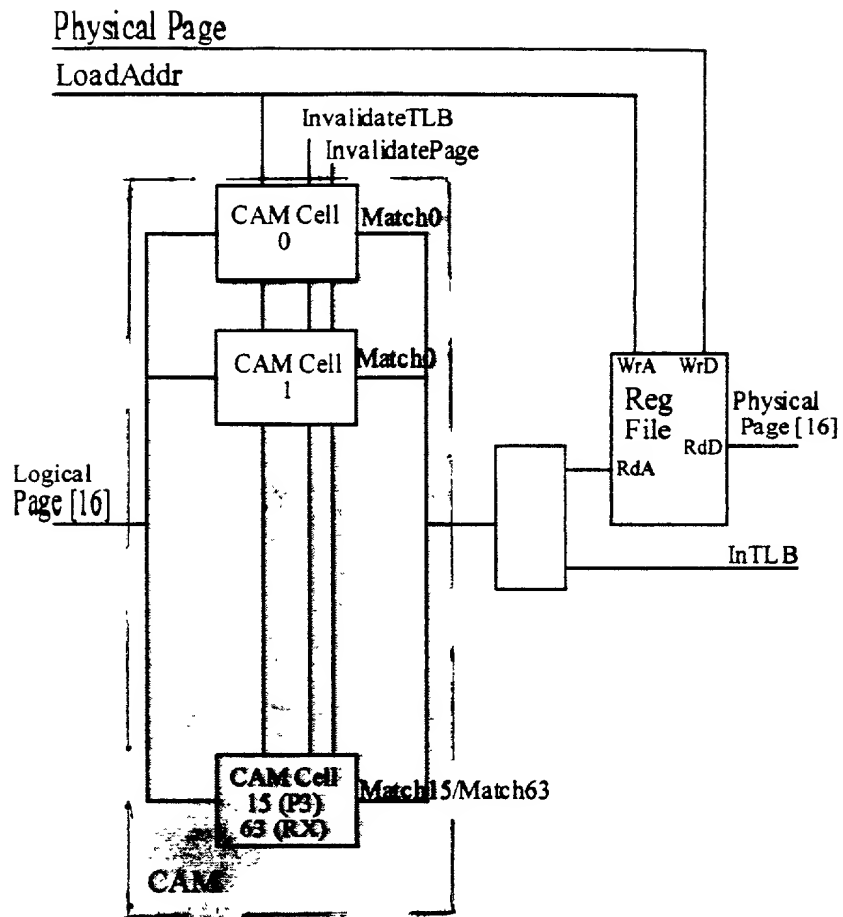 Physical Page
LoadAddr
InvalidateTLB
InvalidatePage
CAM Cell
0
Match0
CAM Cell
1
Match0
WrA WrD
Reg
File
RdD
RdA
Physical
Page [16]
Logical
Page [16]
InTLB
CAM Cell
15 (P3)
63 (RX)
Match15/Match63
CAM